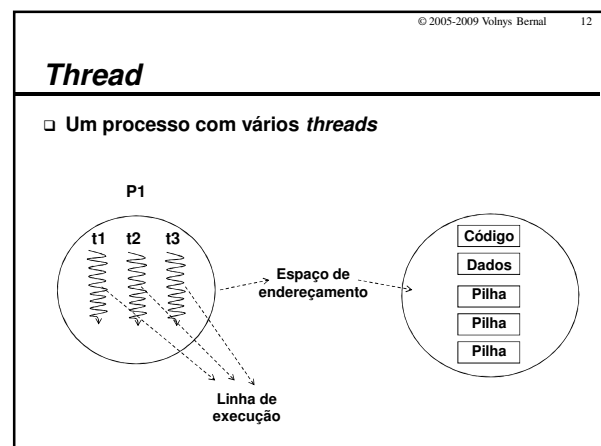 © 2005-2009 Volnys Bernal 12
Thread
❑ Um processo com vários threads
P1
t1 t2 t3
Espaço de
endereçamento
Linha de
execução
Código
Dados
Pilha
Pilha
Pilha